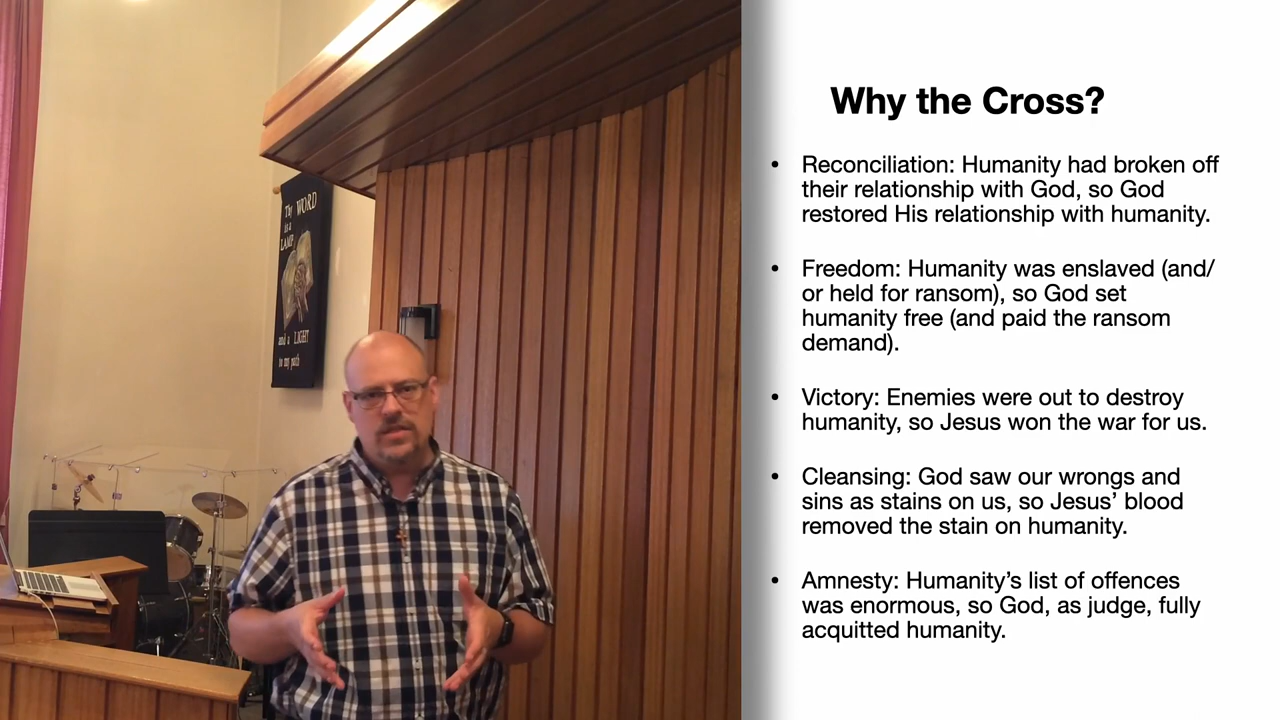 Thy WORD
is a
LAMP
and a LIGHT
to my path
Why the Cross?
• Reconciliation: Humanity had broken off
their relationship with God, so God
restored His relationship with humanity.
• Freedom: Humanity was enslaved (and/
or held for ransom), so God set
humanity free (and paid the ransom
demand).
• Victory: Enemies were out to destroy
humanity, so Jesus won the war for us.
• Cleansing: God saw our wrongs and
sins as stains on us, so Jesus’ blood
removed the stain on humanity.
• Amnesty: Humanity’s list of offences
was enormous, so God, as judge, fully
acquitted humanity.